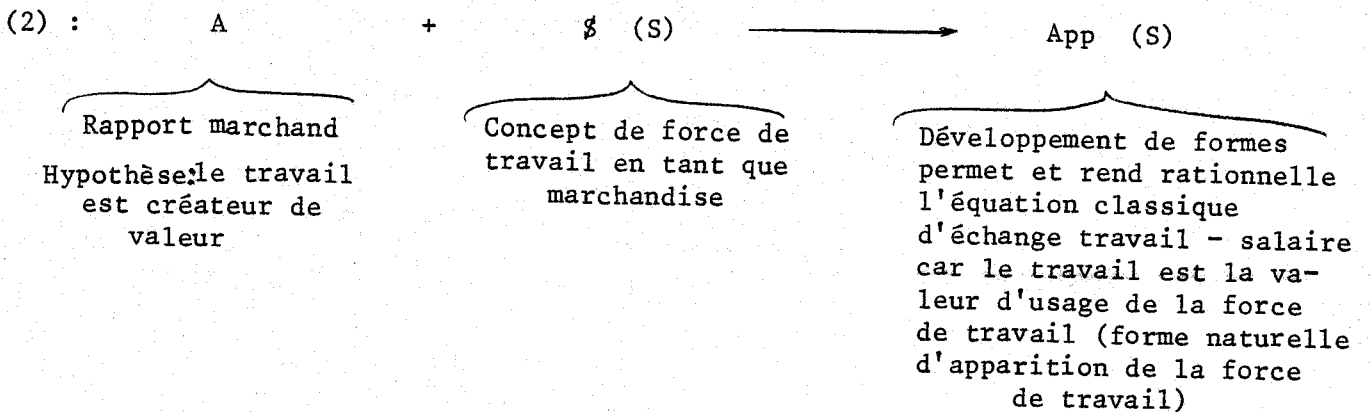 (2) : A + $ (S) ⟶ App (S)
Rapport marchand
Hypothèse:le travail
est créateur de
valeur
Concept de force de
travail en tant que
marchandise
Développement de formes
permet et rend rationnelle
l'équation classique
d'échange travail - salaire
car le travail est la va-
leur d'usage de la force
de travail (forme naturelle
d'apparition de la force
de travail)